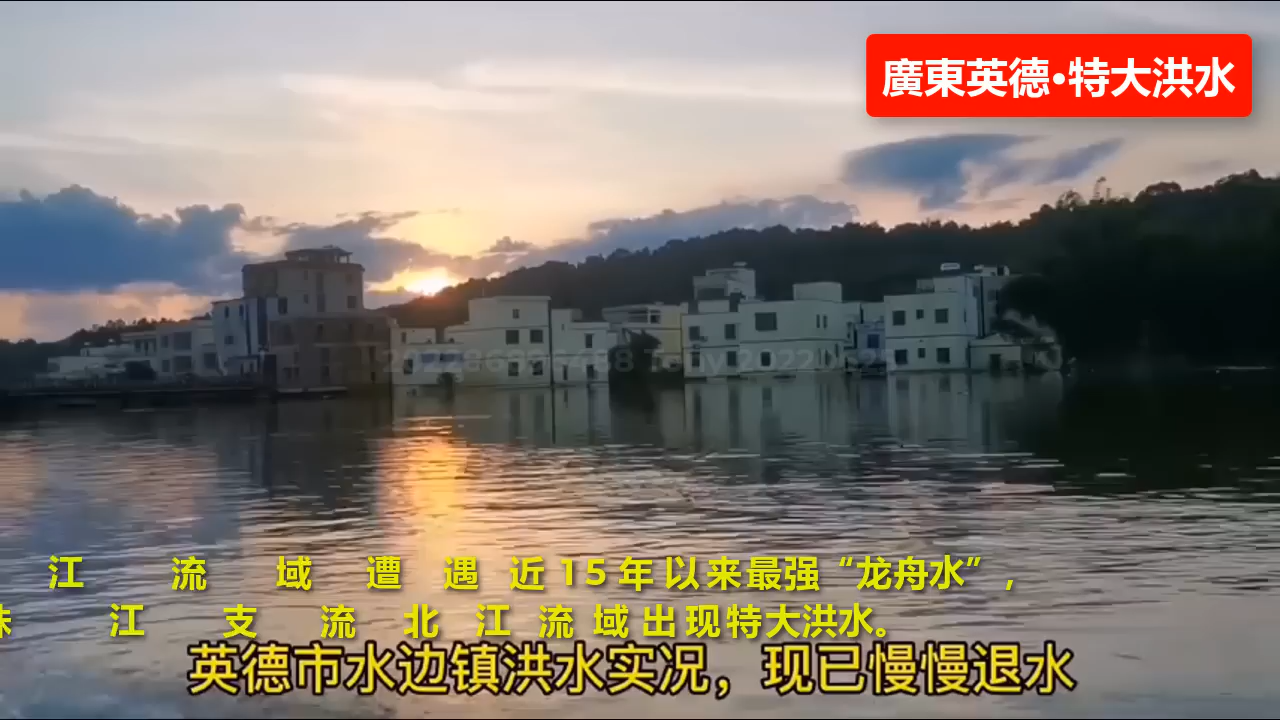 廣東英德•特大洪水
江流域遭遇近15年以来最强“龙舟水”,
珠江支流北江流域出现特大洪水。
英德市水边镇洪水实况，现已慢慢退水